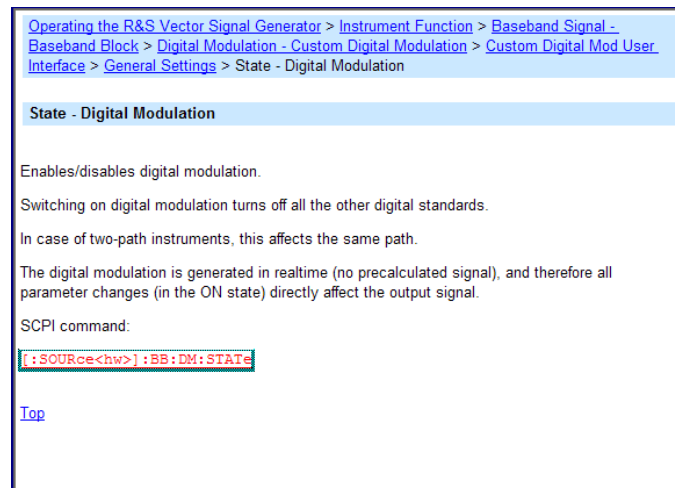 Operating the R&S Vector Signal Generator > Instrument Function > Baseband Signal -
Baseband Block > Digital Modulation - Custom Digital Modulation > Custom Digital Mod User
Interface > General Settings > State - Digital Modulation
State - Digital Modulation
Enables/disables digital modulation.
Switching on digital modulation turns off all the other digital standards.
In case of two-path instruments, this affects the same path.
The digital modulation is generated in realtime (no precalculated signal), and therefore all
parameter changes (in the ON state) directly affect the output signal.
SCPI command:
[:SOURce<hw>]:BB:DM:STATe
Top